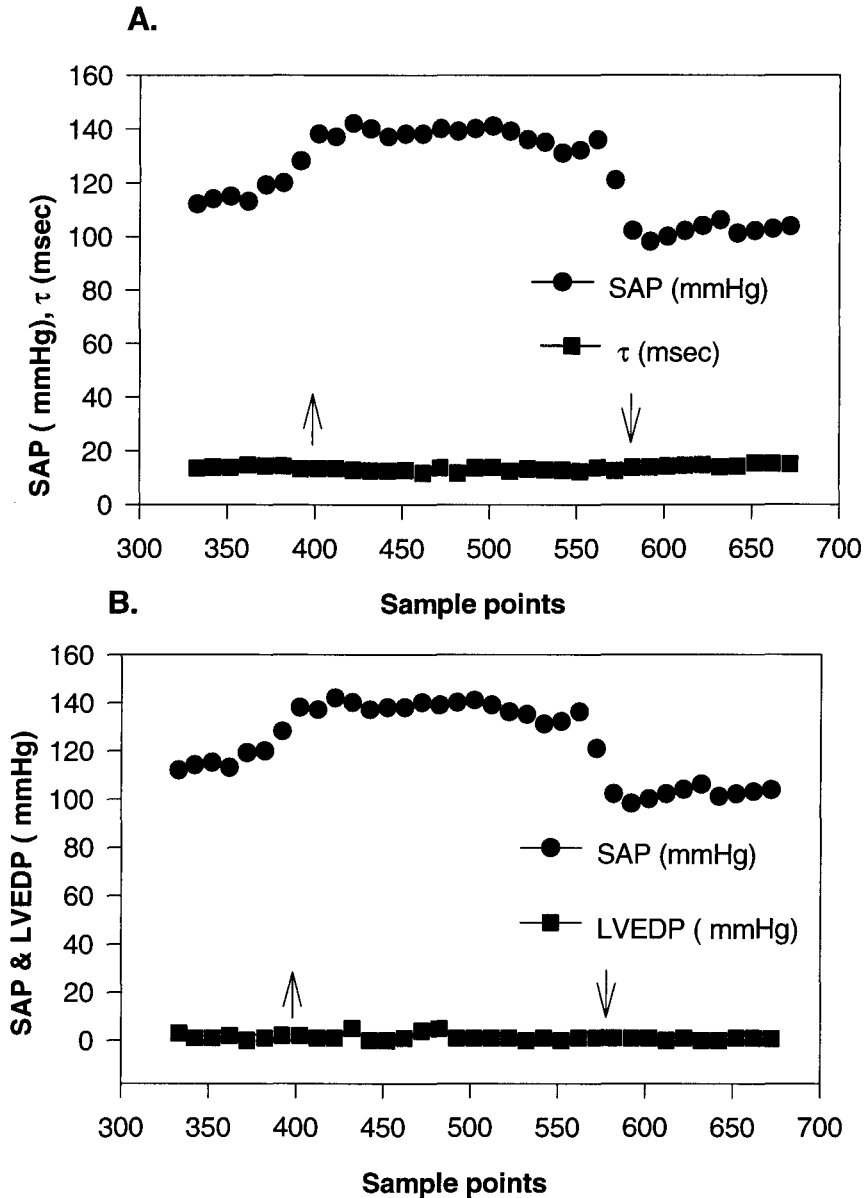 A.
SAP ( mmHg), τ (msec)
160
140
120
100
80
60
40
20
0
SAP (mmHg)
τ (msec)
300 350 400 450 500 550 600 650 700
Sample points
B.
SAP & LVEDP ( mmHg)
160
140
120
100
80
60
40
20
0
SAP (mmHg)
LVEDP ( mmHg)
300 350 400 450 500 550 600 650 700
Sample points